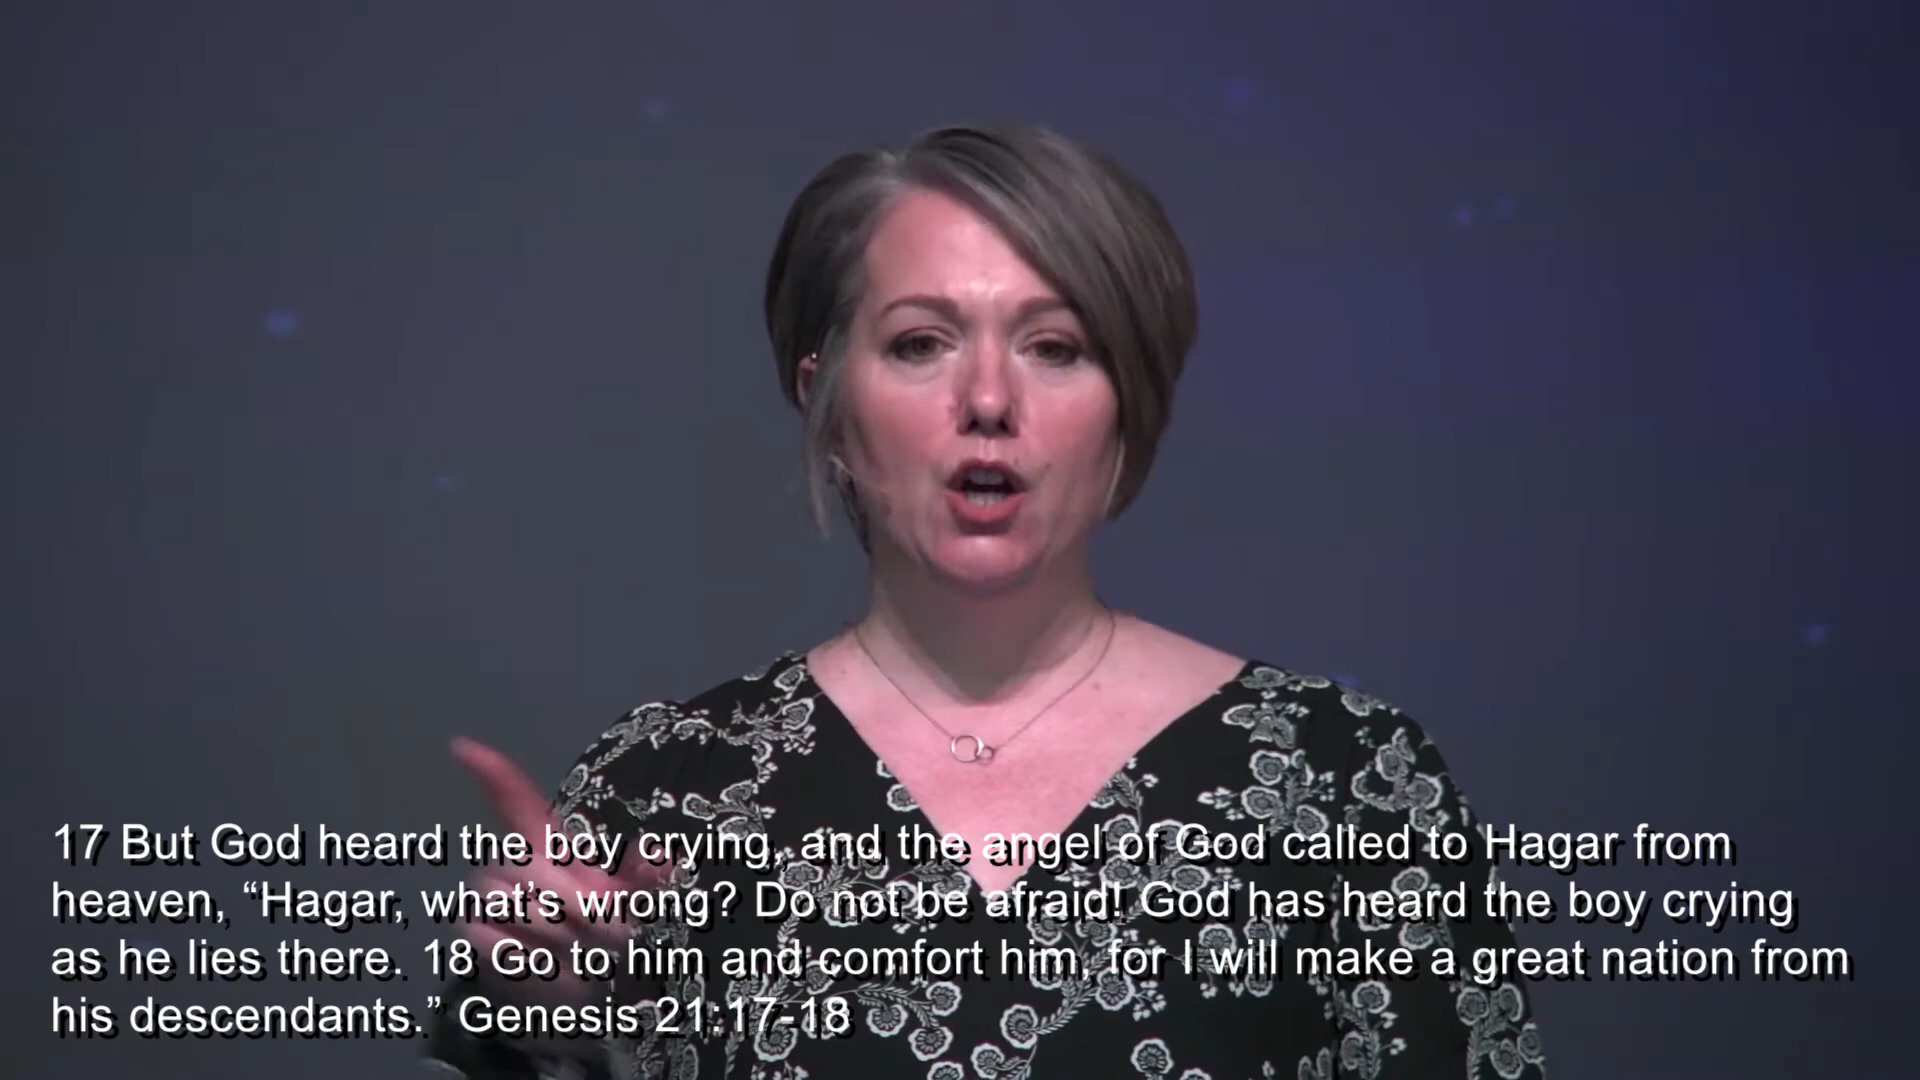 17 But God heard the boy crying, and the angel of God called to Hagar from
heaven, “Hagar, what’s wrong? Do not be afraid! God has heard the boy crying
as he lies there. 18 Go to him and comfort him, for I will make a great nation from
his descendants.” Genesis 21:17-18